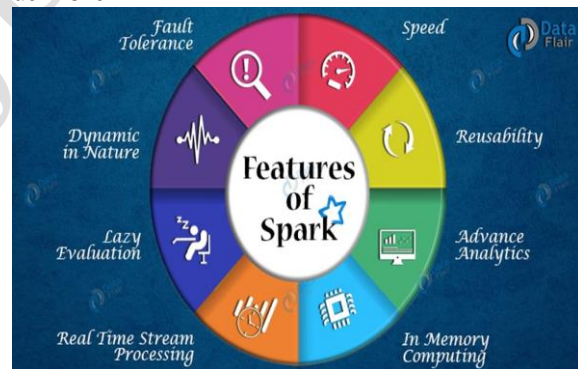 Fault
Tolerance
Speed
Data
Flair
Dynamic
in Nature
Reusability
Features
of
Spark
Lazy
Evaluation
Advance
Analytics
Real Time Stream
Processing
In Memory
Computing